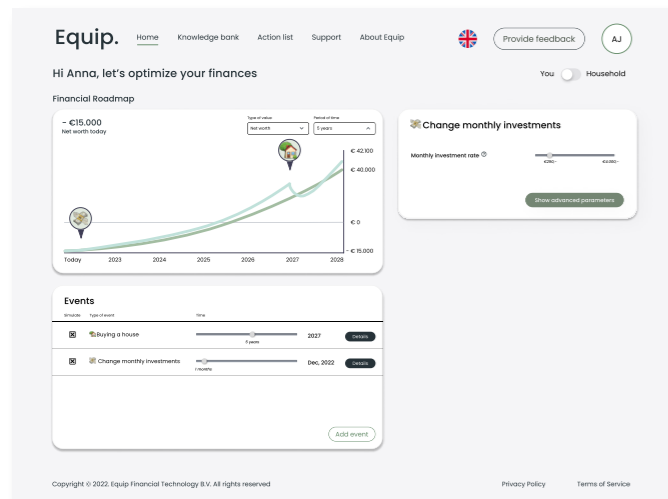 Equip.
Home
Knowledge bank
Action list
Support
About Equip
Provide feedback
AJ
Hi Anna, let's optimize your finances
You
Household
Financial Roadmap
- €15.000
Net worth today
Type of value
Net worth
Period of time
5 years
€ 42.100
€ 40.000
€ 0
- € 15.000
Today
2023
2024
2025
2026
2027
2028
Change monthly investments
Monthly investment rate
€250,-
Show advanced parameters
Events
Simulate
Type of event
Time
Buying a house
5 years
2027
Details
Change monthly investments
1 months
Dec, 2022
Details
Add event
Copyright © 2022. Equip Financial Technology B.V. All rights reserved
Privacy Policy
Terms of Service